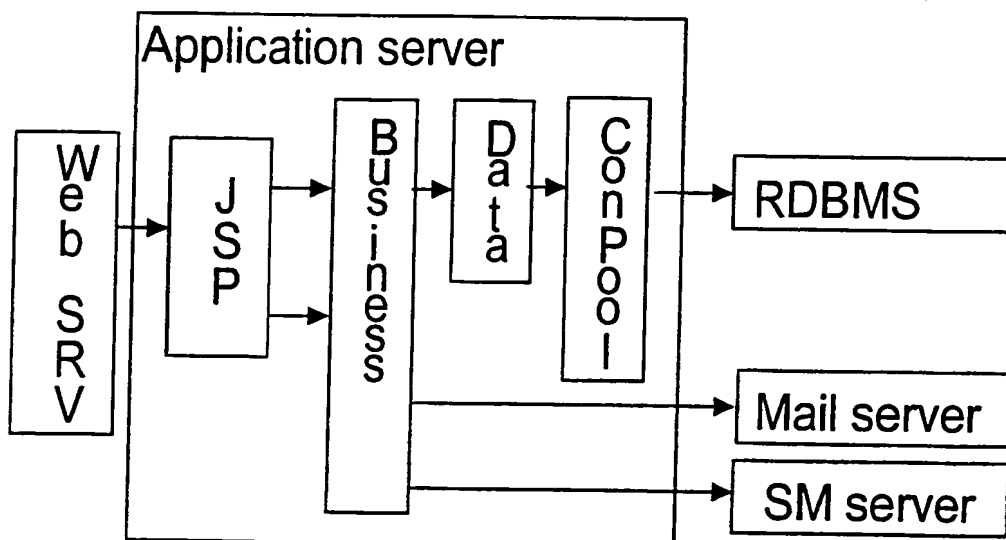 Application server
Web SRV
JSP
Business
Data
ConPool
RDBMS
Mail server
SM server